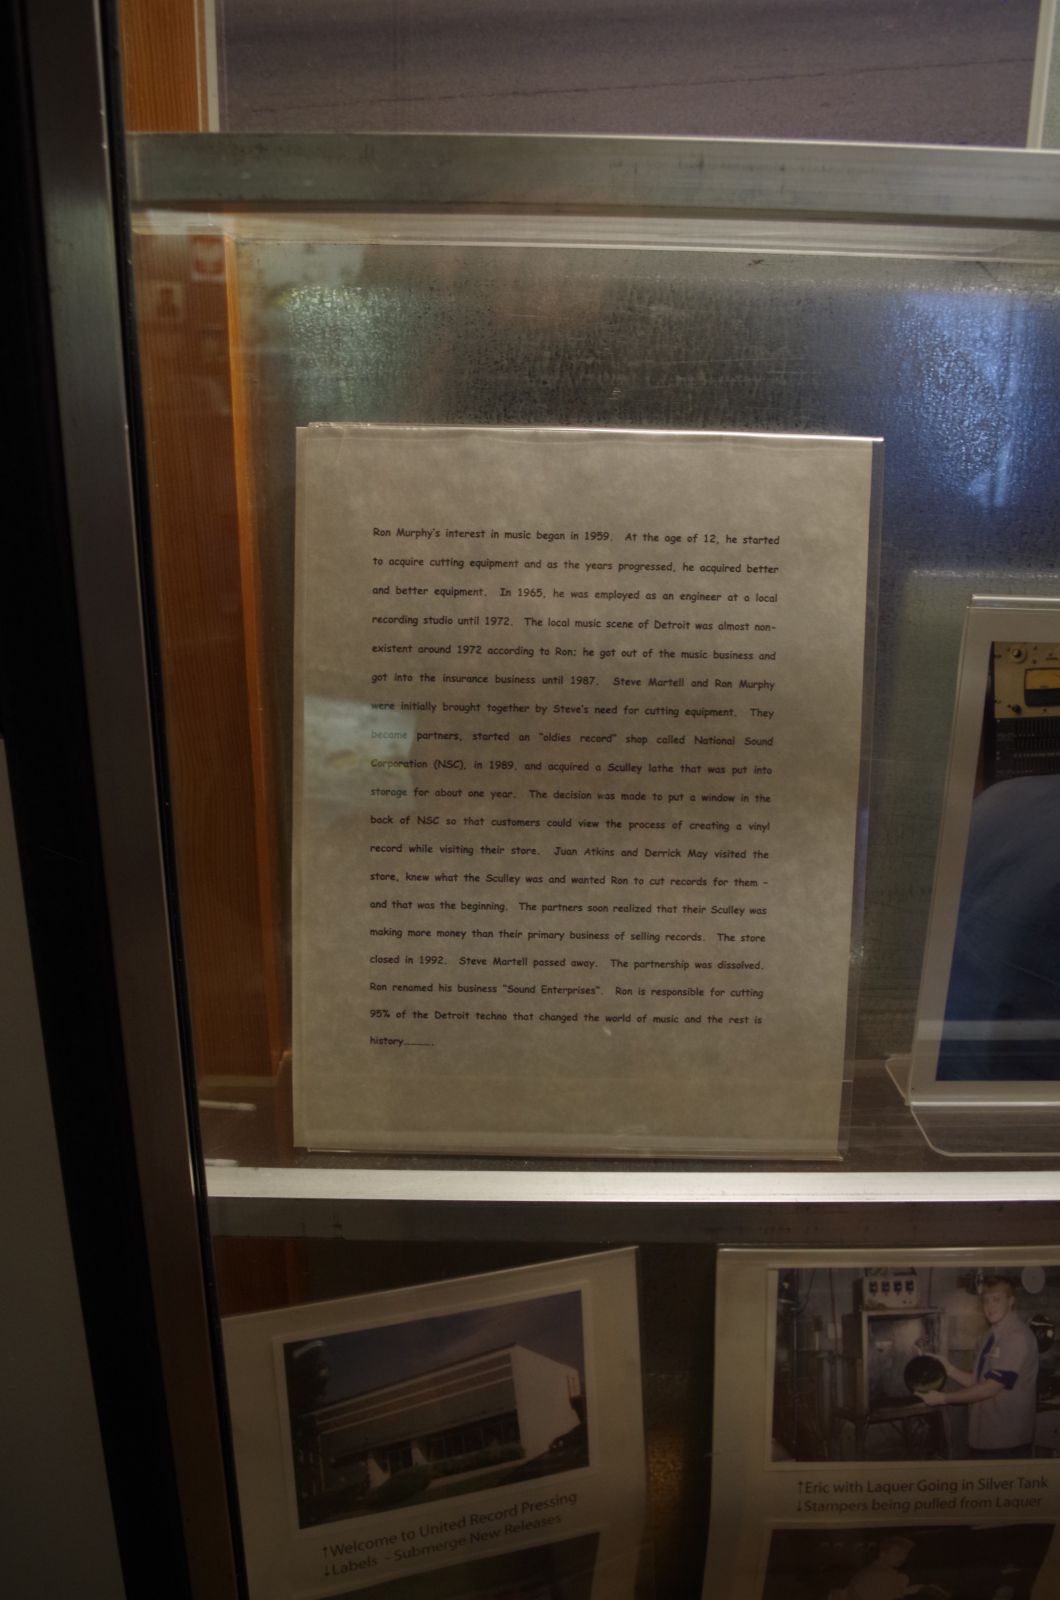 Ron Murphy's interest in music began in 1959. At the age of 12, he started
to acquire cutting equipment and as the years progressed, he acquired better
and better equipment. In 1965, he was employed as an engineer at a local
recording studio until 1972. The local music scene of Detroit was almost non-
existent around 1972 according to Ron; he got out of the music business and
got into the insurance business until 1987. Steve Martell and Ron Murphy
were initially brought together by Steve's need for cutting equipment. They
became partners, started an "oldies record" shop called National Sound
Corporation (NSC), in 1989, and acquired a Sculley lathe that was put into
storage for about one year. The decision was made to put a window in the
back of NSC so that customers could view the process of creating a vinyl
record while visiting their store. Juan Atkins and Derrick May visited the
store, knew what the Sculley was and wanted Ron to cut records for them -
and that was the beginning. The partners soon realized that their Sculley was
making more money than their primary business of selling records. The store
closed in 1992. Steve Martell passed away. The partnership was dissolved.
Ron renamed his business "Sound Enterprises". Ron is responsible for cutting
95% of the Detroit techno that changed the world of music and the rest is
history...........
↑Welcome to United Record Pressing
↓Labels - Submerge New Releases
↑Eric with Laquer Going in Silver Tank
↓Stampers being pulled from Laquer